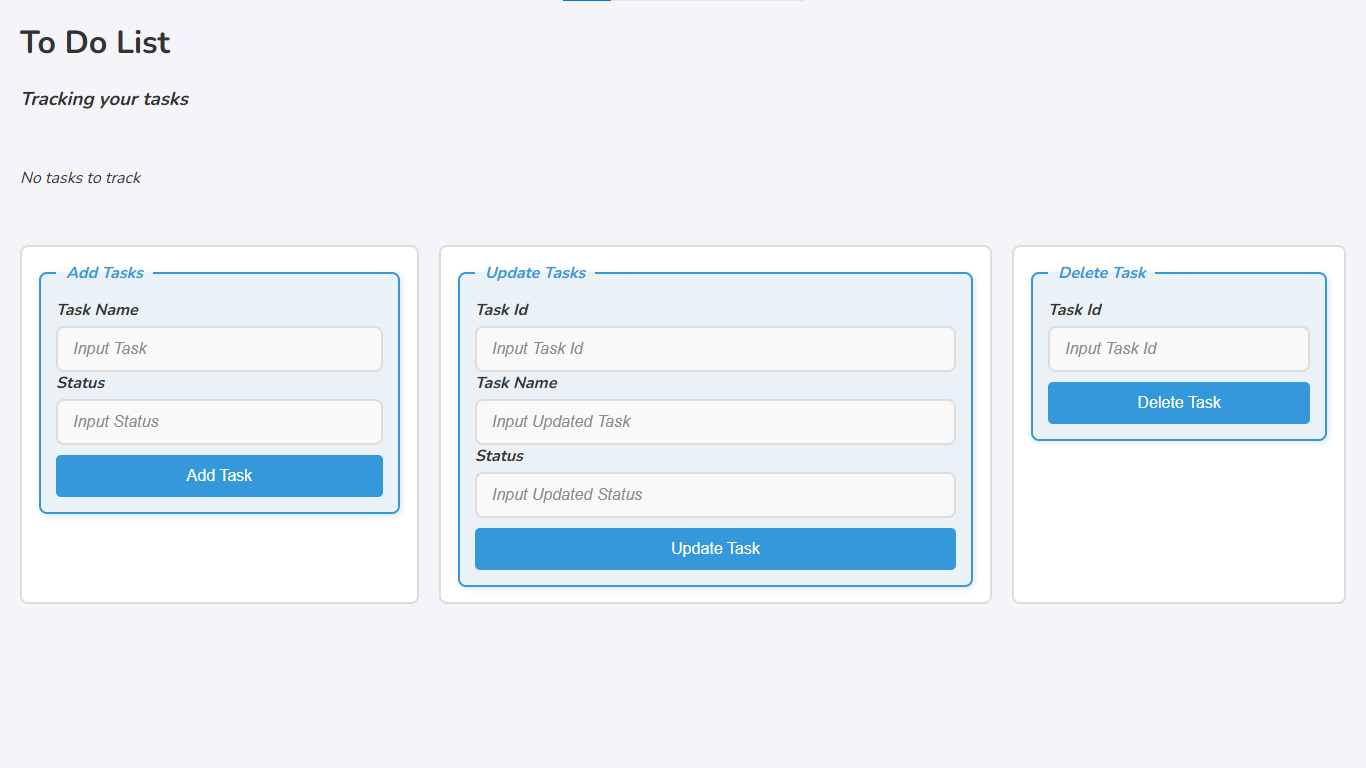 To Do List
Tracking your tasks
No tasks to track
Add Tasks
Task Name
Input Task
Status
Input Status
Add Task
Update Tasks
Task Id
Input Task Id
Task Name
Input Updated Task
Status
Input Updated Status
Update Task
Delete Task
Task Id
Input Task Id
Delete Task